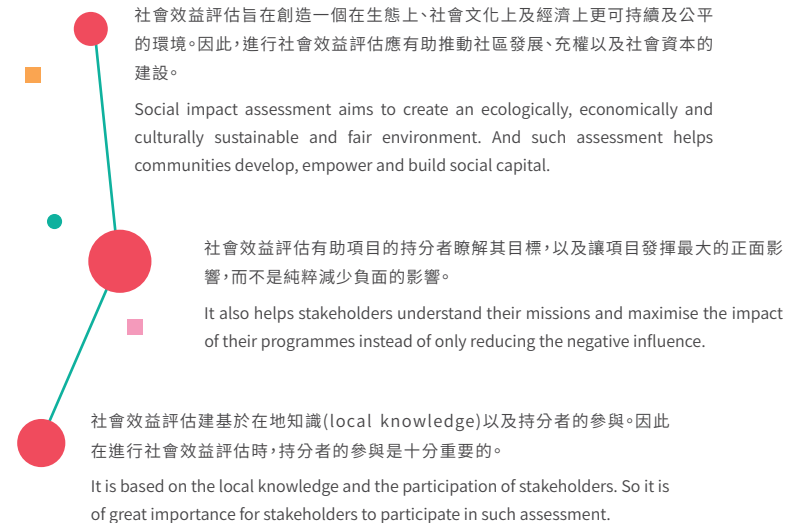 社會效益評估旨在創造一個在生態上、社會文化上及經濟上更可持續及公平
的環境。因此，進行社會效益評估應有助推動社區發展、充權以及社會資本的
建設。
Social impact assessment aims to create an ecologically, economically and
culturally sustainable and fair environment. And such assessment helps
communities develop, empower and build social capital.
社會效益評估有助項目的持分者瞭解其目標，以及讓項目發揮最大的正面影
響，而不是純粹減少負面的影響。
It also helps stakeholders understand their missions and maximise the impact
of their programmes instead of only reducing the negative influence.
社會效益評估建基於在地知識(local knowledge)以及持分者的參與。因此
在進行社會效益評估時，持分者的參與是十分重要的。
It is based on the local knowledge and the participation of stakeholders. So it is
of great importance for stakeholders to participate in such assessment.